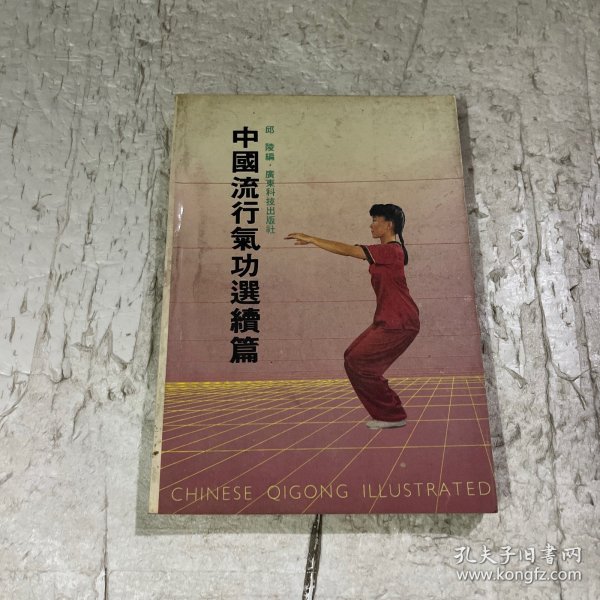 中國流行氣功選續篇
邱 陵編·廣東科技出版社
CHINESE QIGONG ILLUSTRATED
孔夫子旧书网
www.kongfz.com